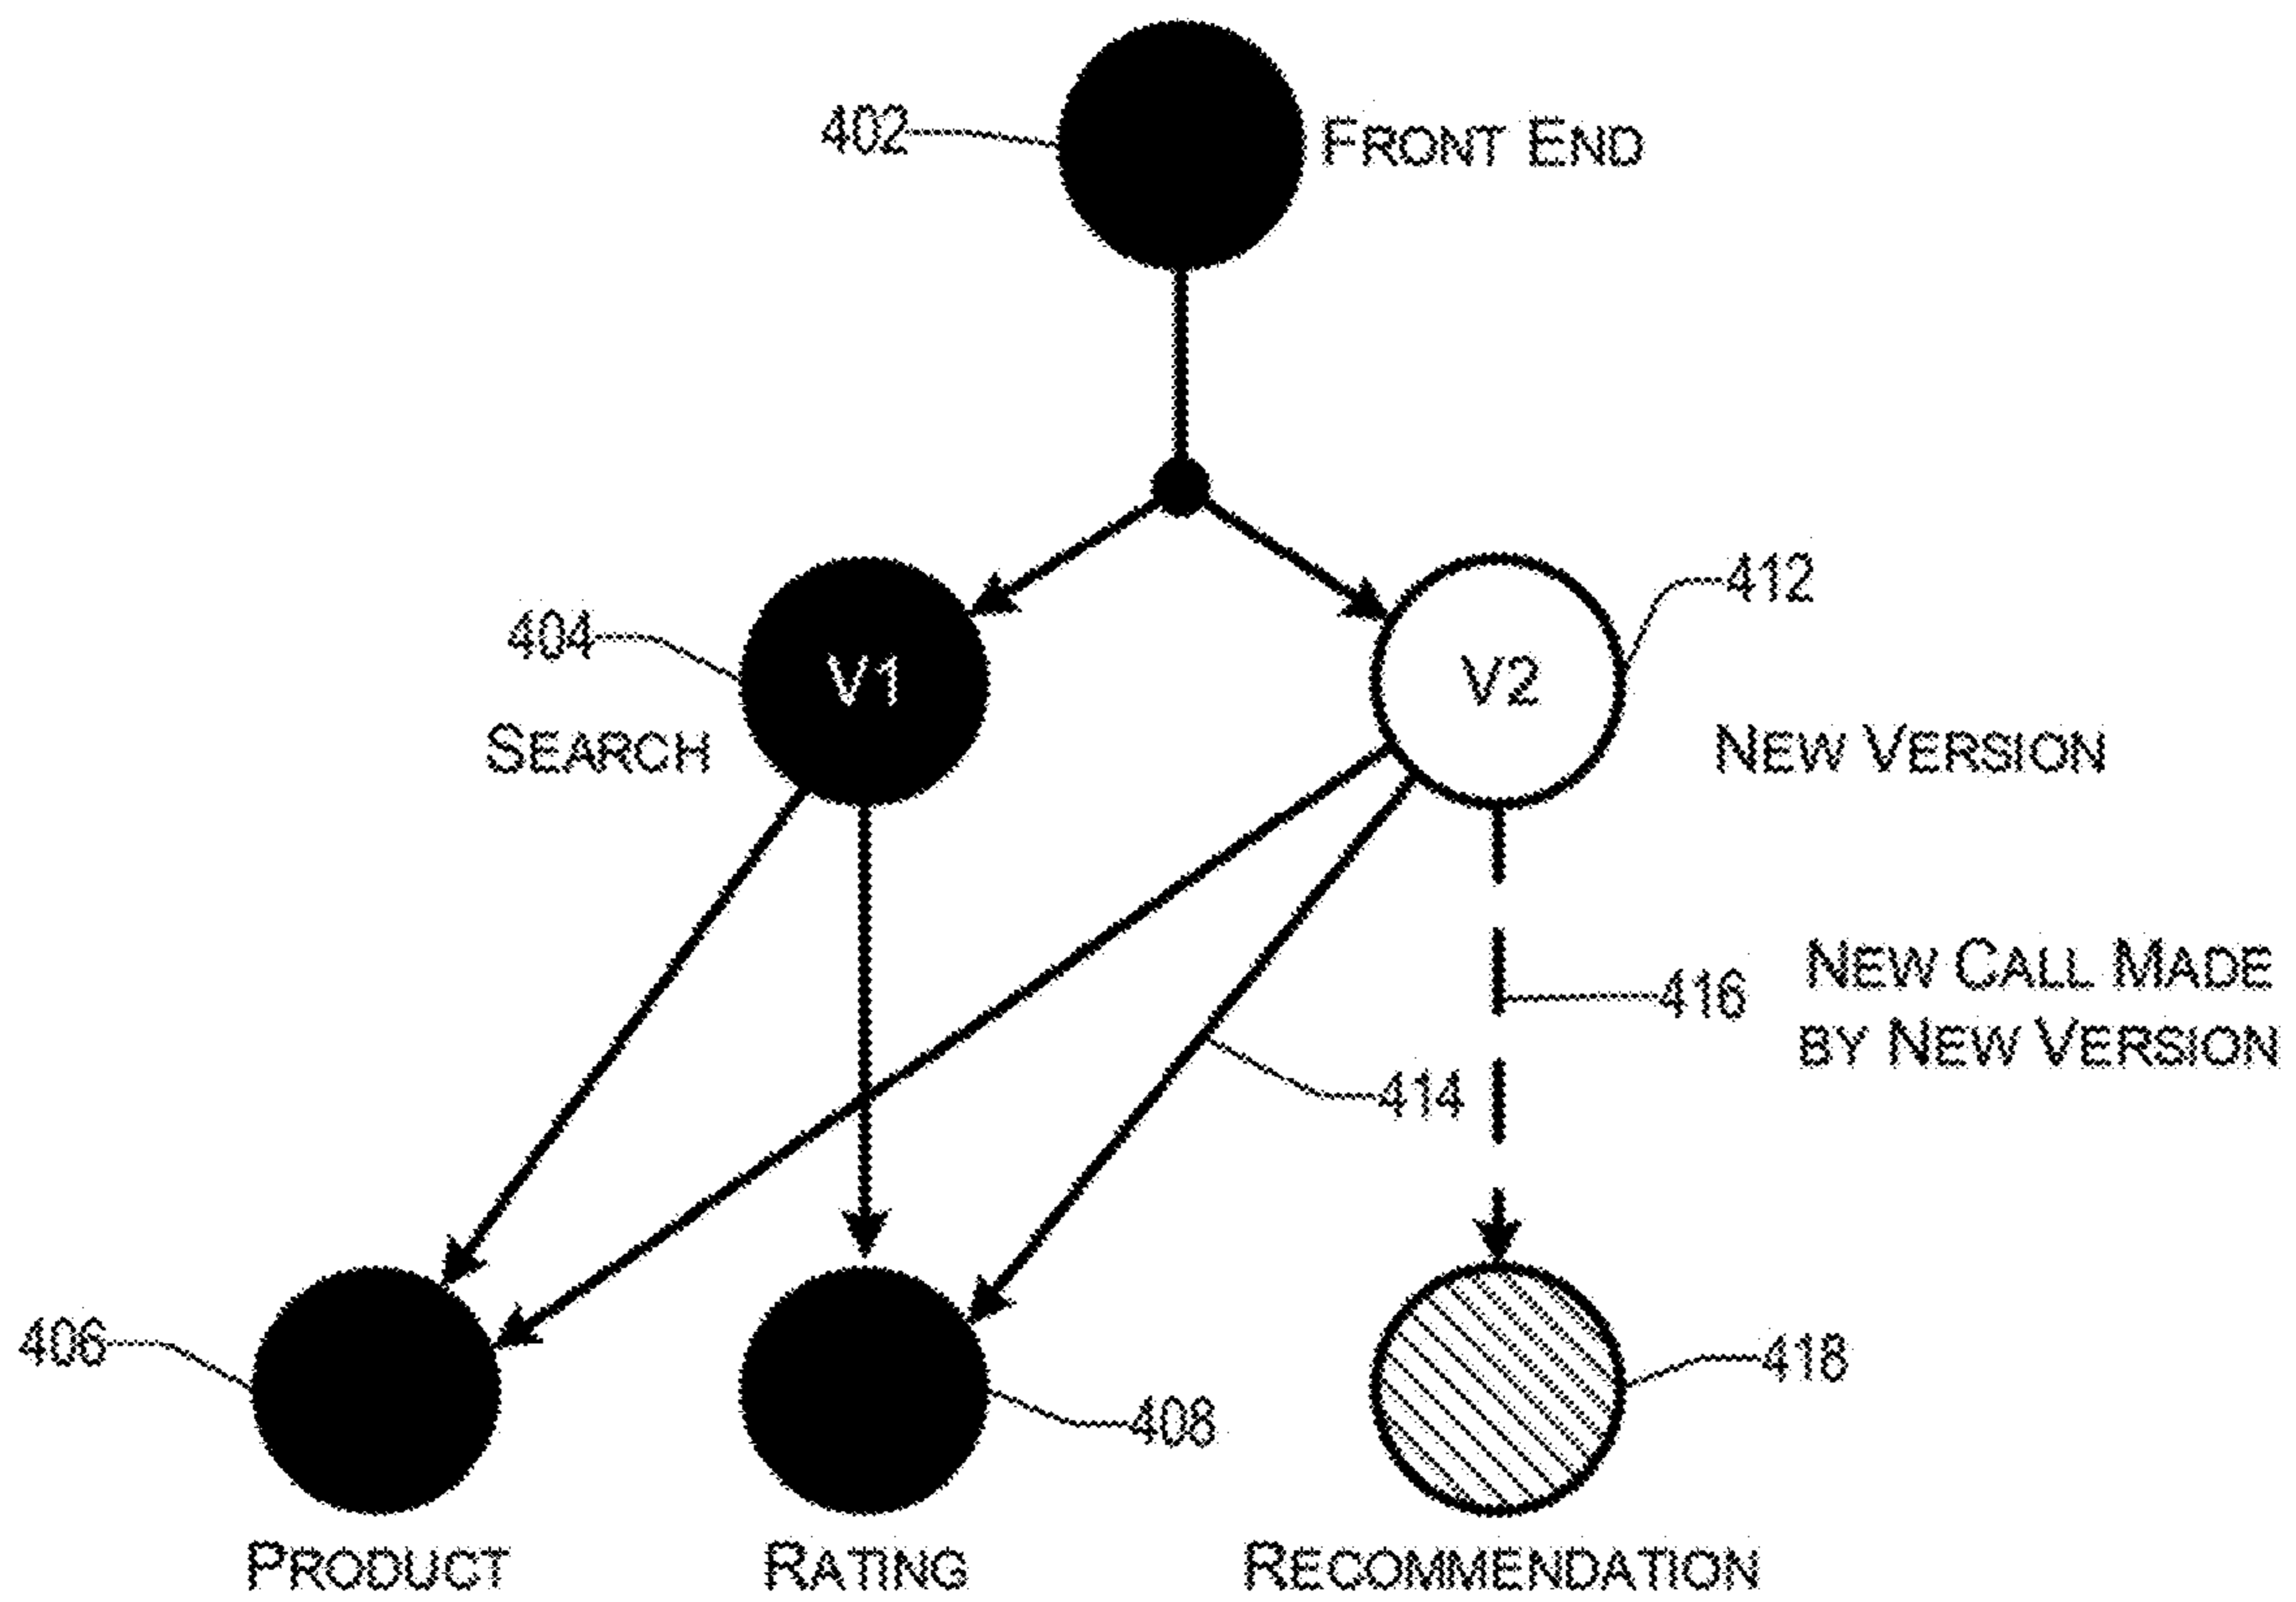 402
FRONT END
404
V1
SEARCH
V2
412
NEW VERSION
416
NEW CALL MADE
BY NEW VERSION
414
406
408
418
PRODUCT
RATING
RECOMMENDATION